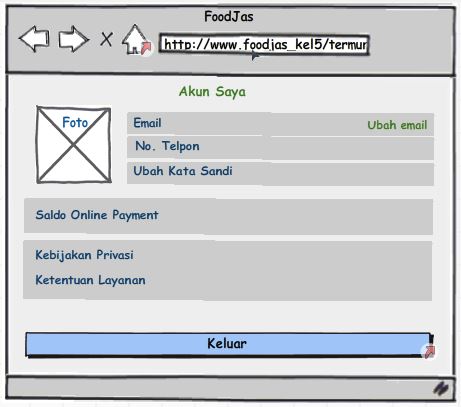 FoodJas
http://www.foodjas_kel5/termur
Akun Saya
Foto
Email
Ubah email
No. Telpon
Ubah Kata Sandi
Saldo Online Payment
Kebijakan Privasi
Ketentuan Layanan
Keluar